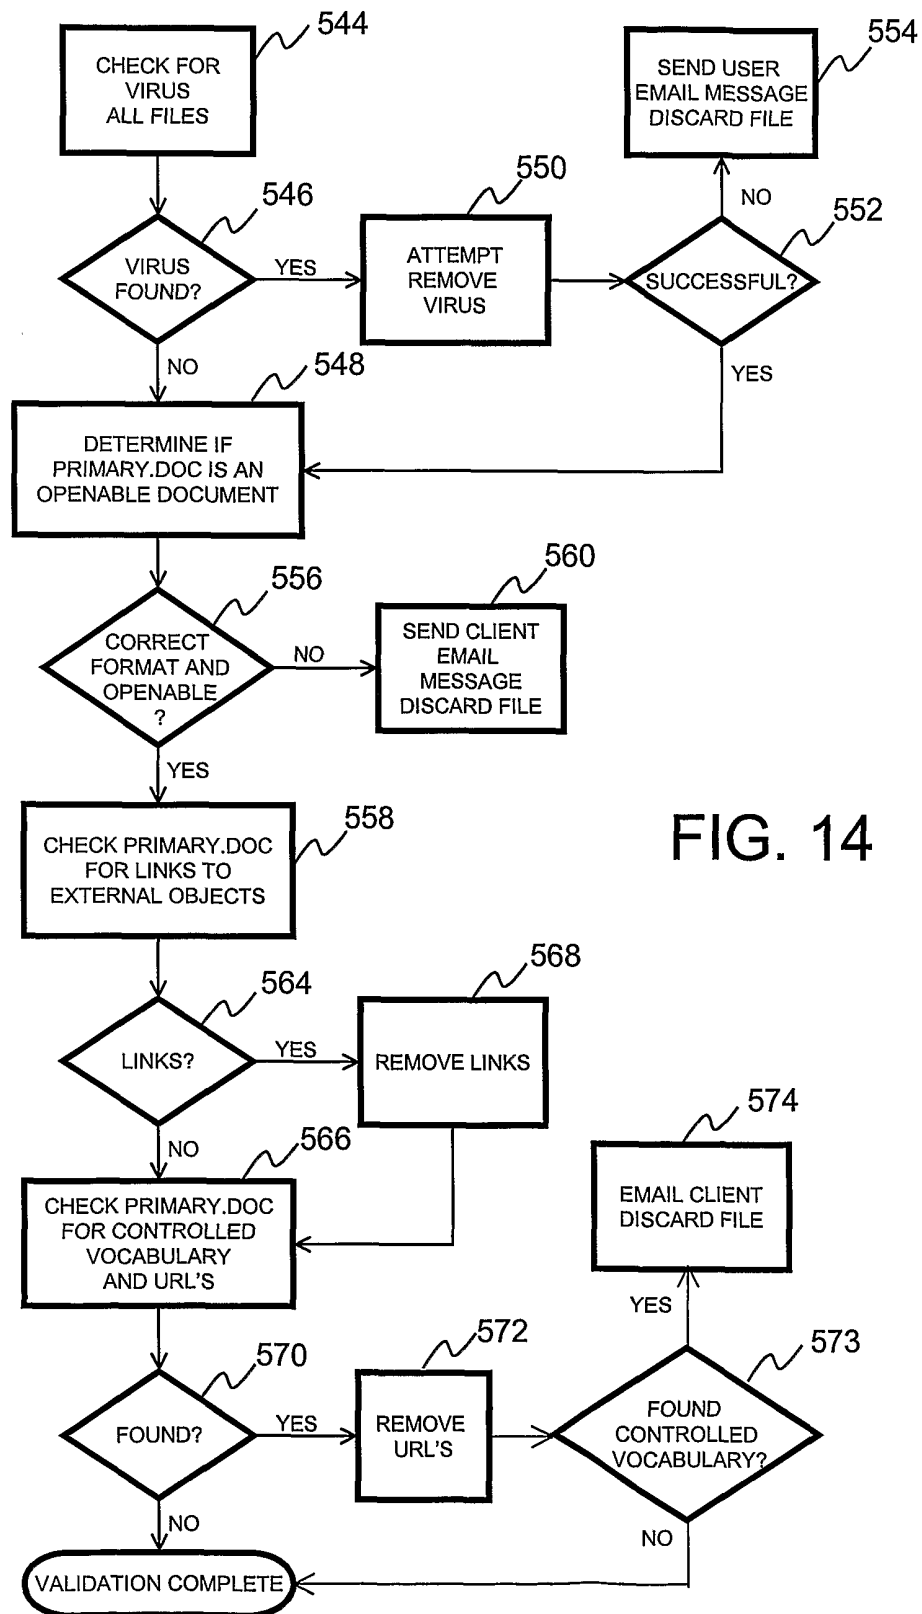 544
CHECK FOR
VIRUS
ALL FILES
554
SEND USER
EMAIL MESSAGE
DISCARD FILE
546
VIRUS
FOUND?
YES
550
ATTEMPT
REMOVE
VIRUS
NO
552
SUCCESSFUL?
NO
YES
548
DETERMINE IF
PRIMARY.DOC IS AN
OPENABLE DOCUMENT
556
CORRECT
FORMAT AND
OPENABLE
?
NO
560
SEND CLIENT
EMAIL
MESSAGE
DISCARD FILE
YES
558
CHECK PRIMARY.DOC
FOR LINKS TO
EXTERNAL OBJECTS
FIG. 14
564
LINKS?
YES
568
REMOVE LINKS
NO
566
CHECK PRIMARY.DOC
FOR CONTROLLED
VOCABULARY
AND URL'S
574
EMAIL CLIENT
DISCARD FILE
YES
570
FOUND?
YES
572
REMOVE
URL'S
573
FOUND
CONTROLLED
VOCABULARY?
NO
NO
VALIDATION COMPLETE